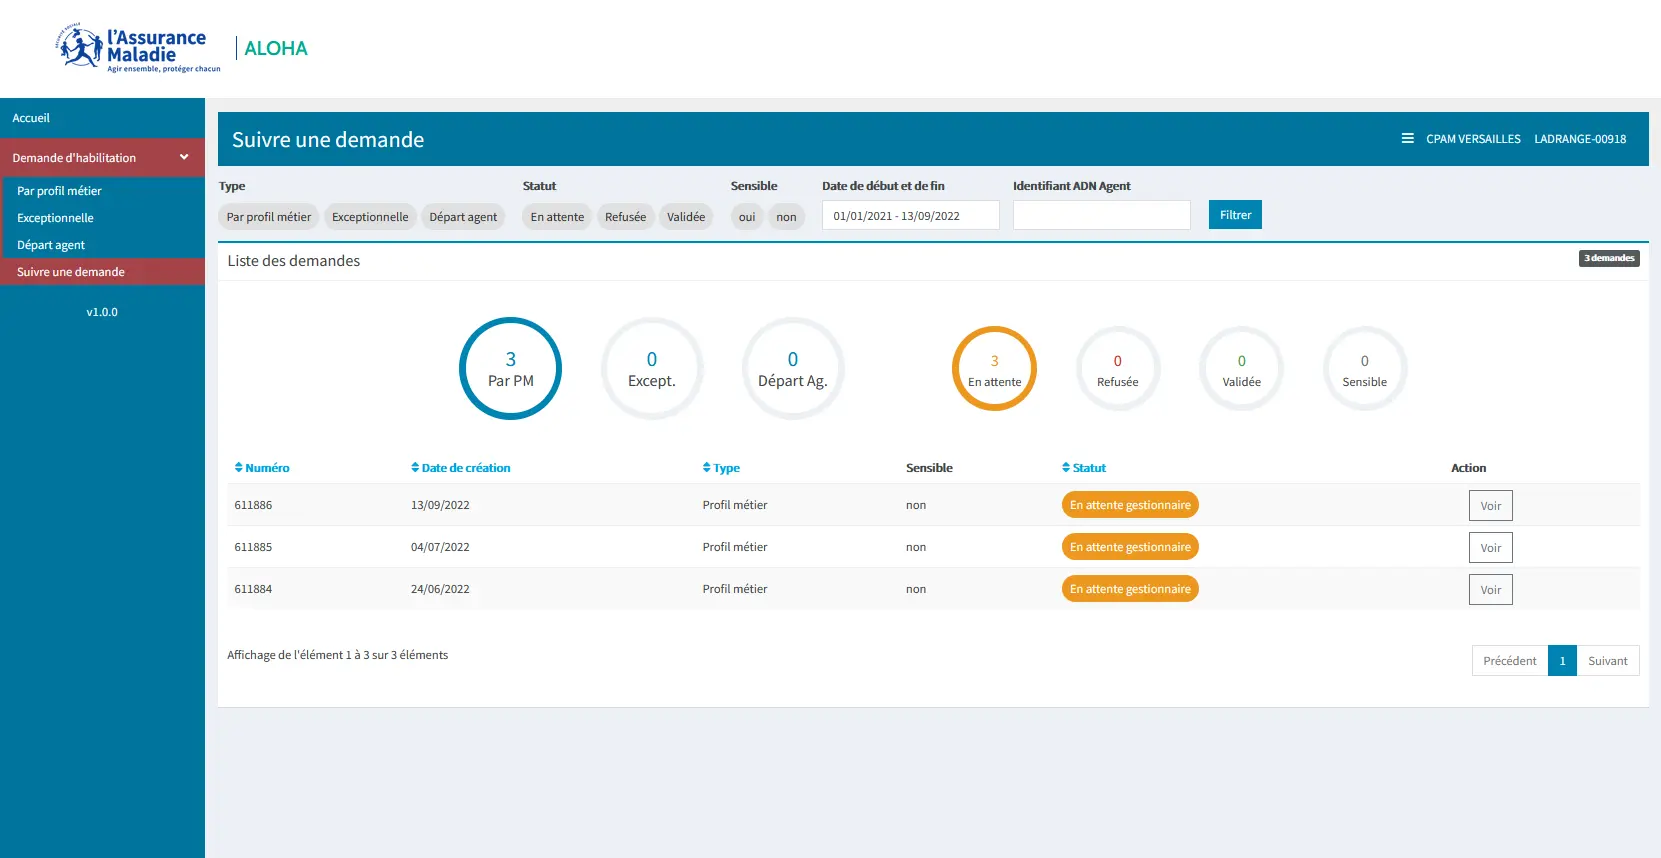 SÉCURITÉ SOCIALE
l'Assurance
Maladie
Agir ensemble, protéger chacun
ALOHA
Accueil
Demande d'habilitation
Par profil métier
Exceptionnelle
Départ agent
Suivre une demande
v1.0.0
Suivre une demande
CPAM VERSAILLES LADRANGE-00918
Type Statut Sensible Date de début et de fin Identifiant ADN Agent
Par profil métier Exceptionnelle Départ agent En attente Refusée Validée oui non 01/01/2021 - 13/09/2022 Filtrer
Liste des demandes 3 demandes
3 0 0 3 0 0 0
Par PM Except. Départ Ag. En attente Refusée Validée Sensible
Numéro Date de création Type Sensible Statut Action
611886 13/09/2022 Profil métier non En attente gestionnaire Voir
611885 04/07/2022 Profil métier non En attente gestionnaire Voir
611884 24/06/2022 Profil métier non En attente gestionnaire Voir
Affichage de l'élément 1 à 3 sur 3 éléments Précédent 1 Suivant